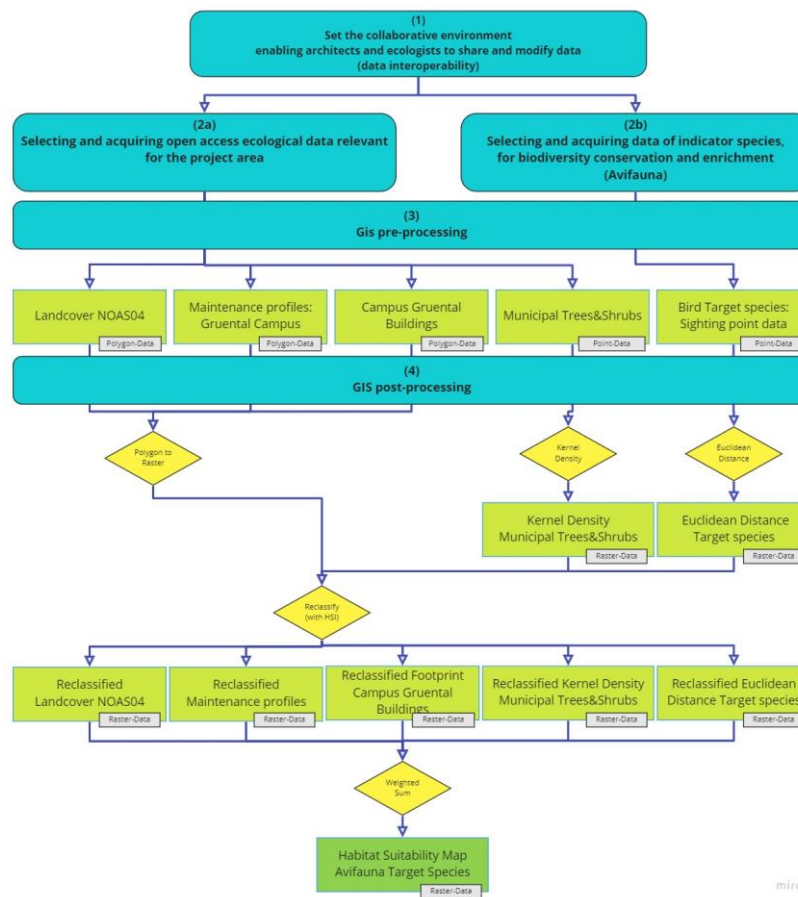 (1)
Set the collaborative environment
enabling architects and ecologists to share and modify data
(data interoperability)
(2a)
Selecting and acquiring open access ecological data relevant
for the project area
(2b)
Selecting and acquiring data of indicator species,
for biodiversity conservation and enrichment
(Avifauna)
(3)
Gis pre-processing
Landcover NOAS04
Polygon-Data
Maintenance profiles:
Gruental Campus
Polygon-Data
Campus Gruental
Buildings
Polygon-Data
Municipal Trees&Shrubs
Point-Data
Bird Target species:
Sighting point data
Point-Data
(4)
GIS post-processing
Polygon to
Raster
Kernel
Density
Euclidean
Distance
Kernel Density
Municipal Trees&Shrubs
Raster-Data
Euclidean Distance
Target species
Raster-Data
Reclassify
(with HSI)
Reclassified
Landcover NOAS04
Raster-Data
Reclassified
Maintenance profiles
Raster-Data
Reclassified Footprint
Campus Gruental
Buildings
Raster-Data
Reclassified Kernel Density
Municipal Trees&Shrubs
Raster-Data
Reclassified Euclidean
Distance Target species
Raster-Data
Weighted
Sum
Habitat Suitability Map
Avifauna Target Species
Raster-Data